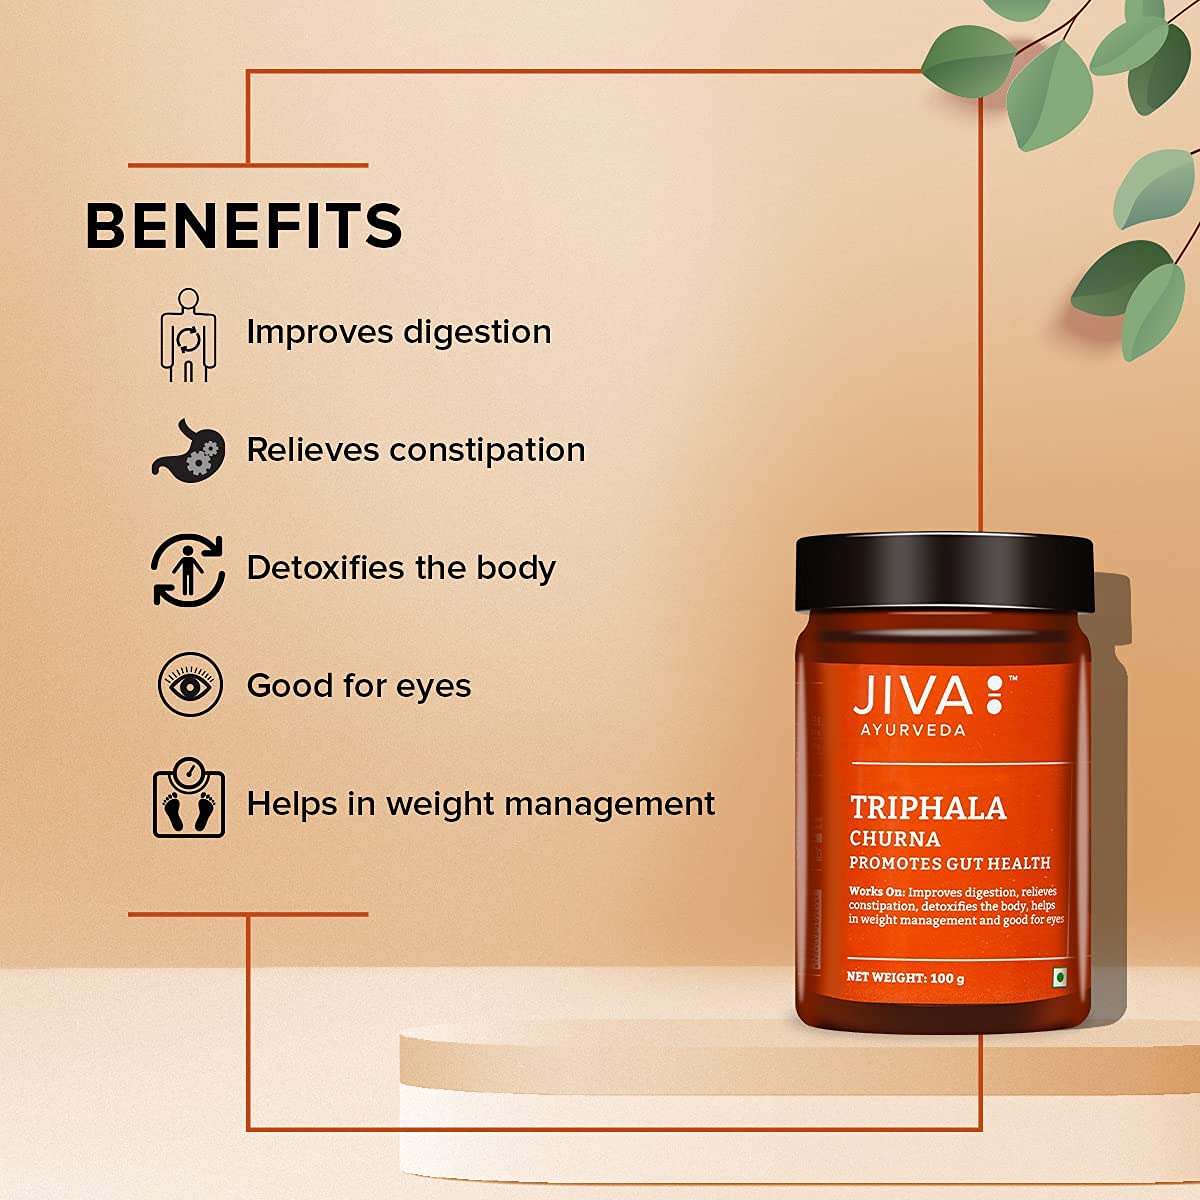 BENEFITS
Improves digestion
Relieves constipation
Detoxifies the body
Good for eyes
Helps in weight management
JIVA ™
AYURVEDA
TRIPHALA
CHURNA
PROMOTES GUT HEALTH
Works On: Improves digestion, relieves
constipation, detoxifies the body, helps
in weight management and good for eyes
NET WEIGHT: 100 g